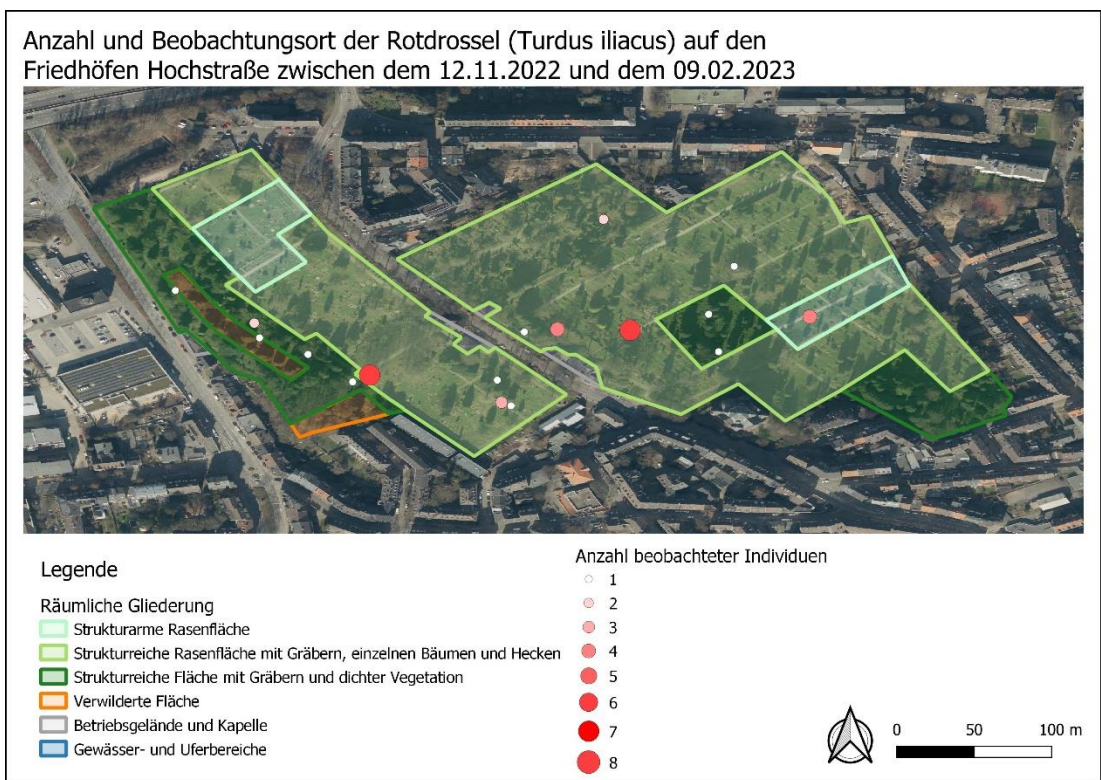 Anzahl und Beobachtungsort der Rotdrossel (Turdus iliacus) auf den
Friedhöfen Hochstraße zwischen dem 12.11.2022 und dem 09.02.2023
Legende
Räumliche Gliederung
Strukturarme Rasenfläche
Strukturreiche Rasenfläche mit Gräbern, einzelnen Bäumen und Hecken
Strukturreiche Fläche mit Gräbern und dichter Vegetation
Verwilderte Fläche
Betriebsgelände und Kapelle
Gewässer- und Uferbereiche
Anzahl beobachteter Individuen
1
2
3
4
5
6
7
8
0 50 100 m